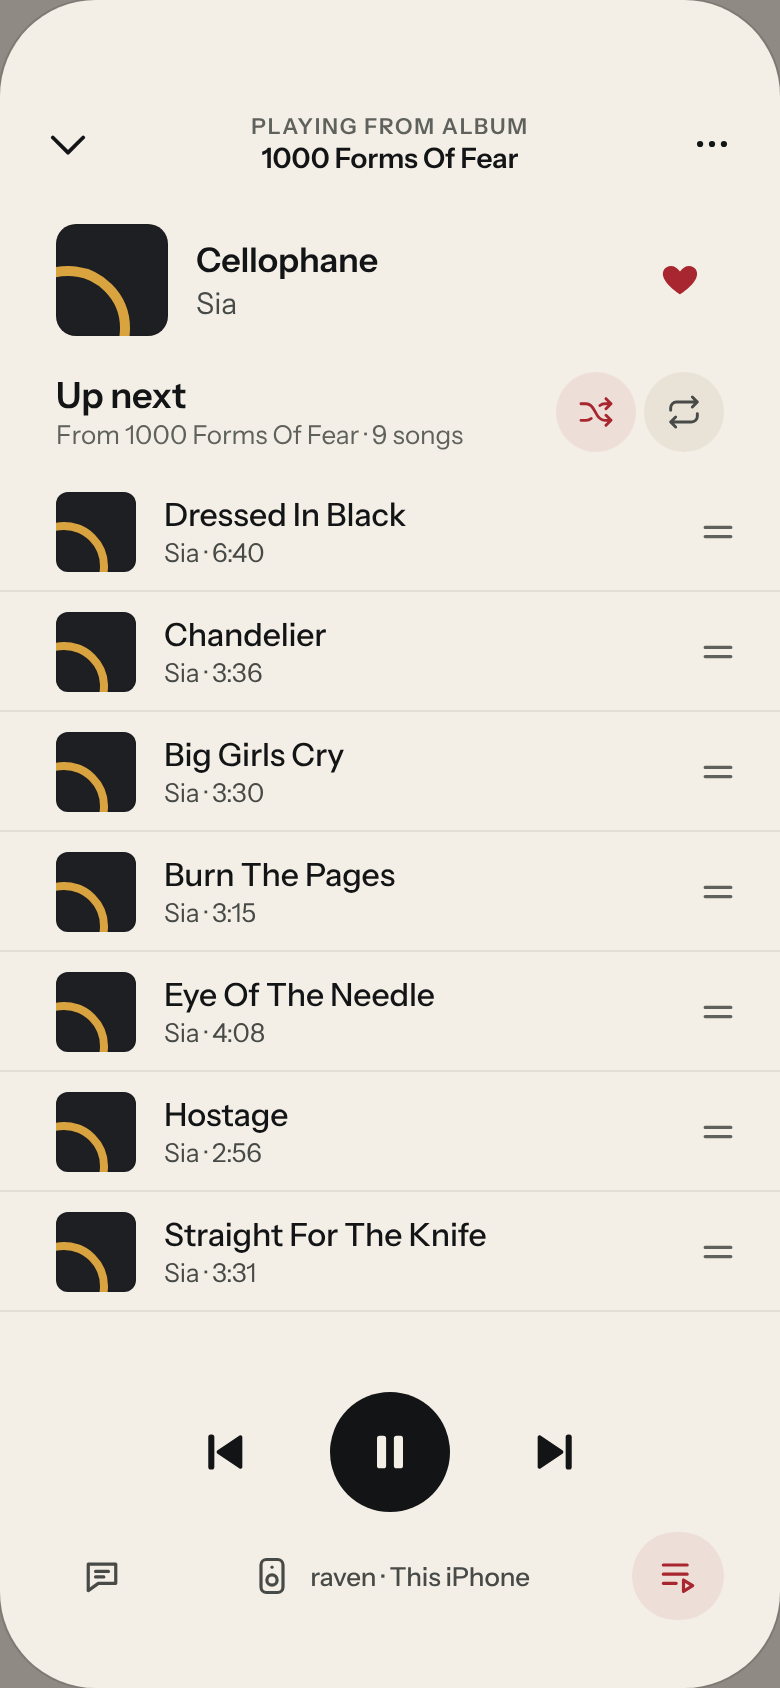 PLAYING FROM ALBUM
1000 Forms Of Fear
Cellophane
Sia
Up next
From 1000 Forms Of Fear · 9 songs
Dressed In Black
Sia · 6:40
Chandelier
Sia · 3:36
Big Girls Cry
Sia · 3:30
Burn The Pages
Sia · 3:15
Eye Of The Needle
Sia · 4:08
Hostage
Sia · 2:56
Straight For The Knife
Sia · 3:31
raven · This iPhone